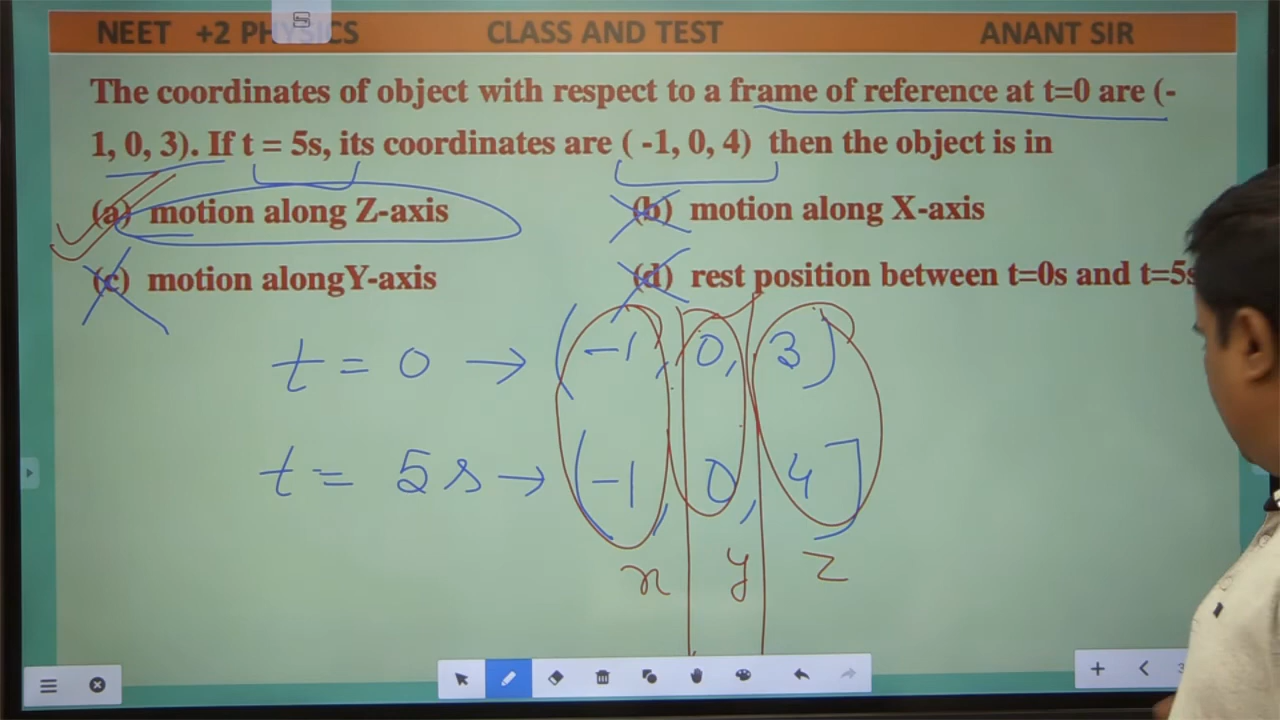 NEET +2 PHYSICS CLASS AND TEST ANANT SIR
The coordinates of object with respect to a frame of reference at t=0 are (-
1, 0, 3). If t = 5s, its coordinates are ( -1, 0, 4) then the object is in
(a) motion along Z-axis (b) motion along X-axis
(c) motion alongY-axis (d) rest position between t=0s and t=5s
t = 0 → (-1, 0, 3)
t = 5s → (-1, 0, 4]
x y z